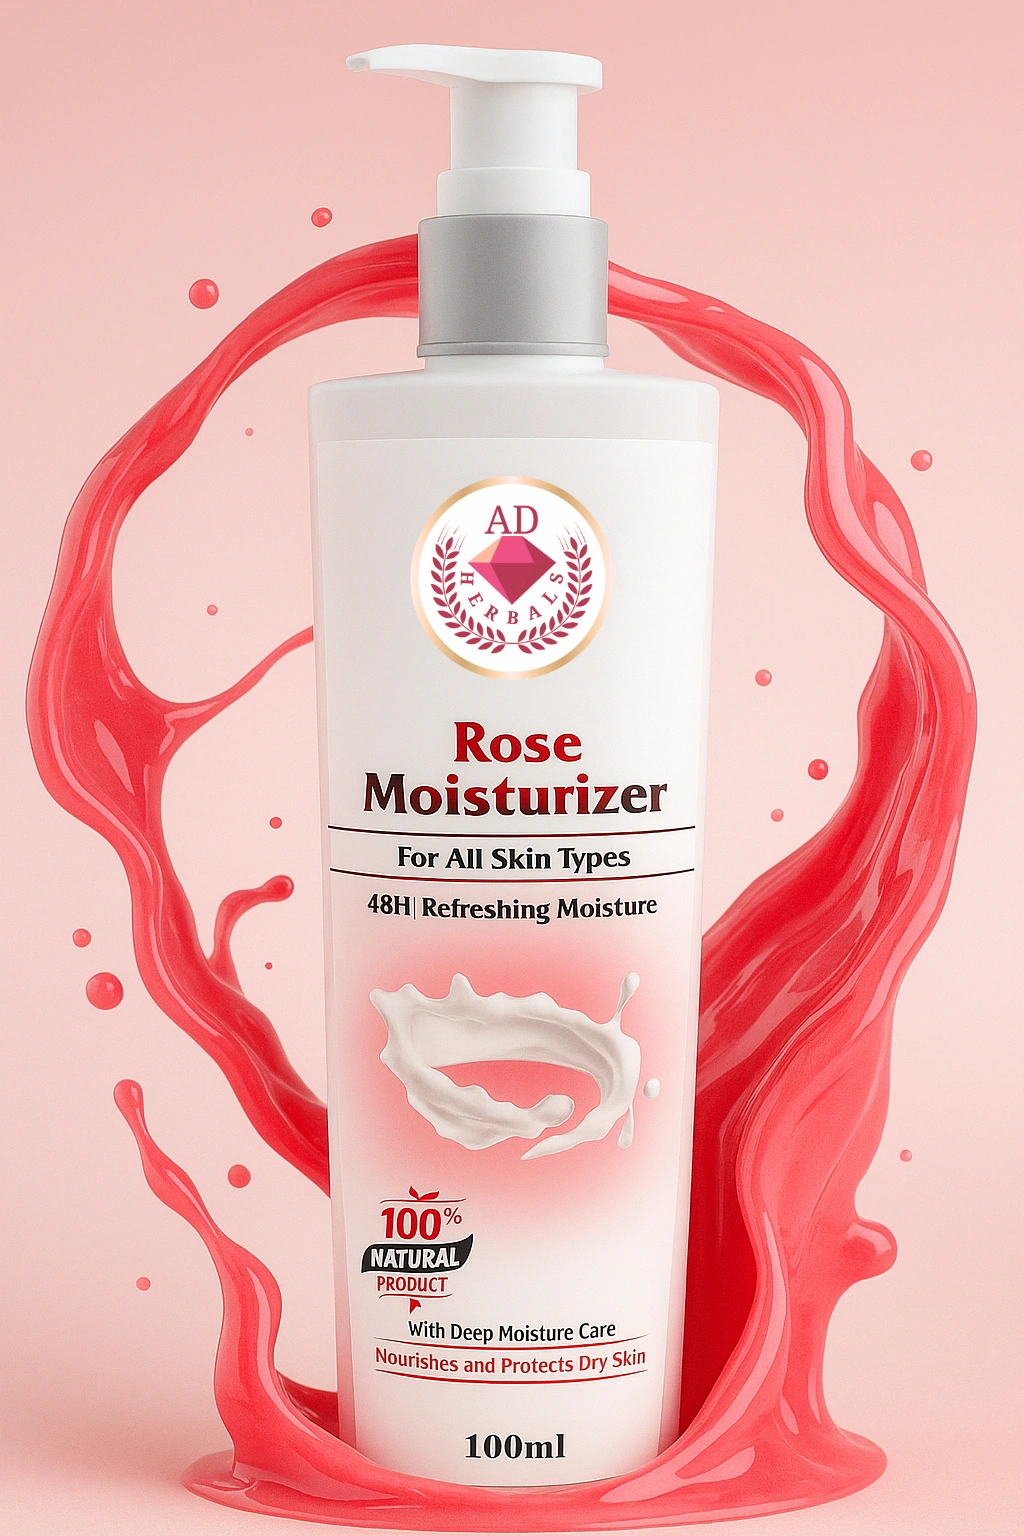 AD
HERBALS
Rose
Moisturizer
For All Skin Types
48H| Refreshing Moisture
100%
NATURAL
PRODUCT
With Deep Moisture Care
Nourishes and Protects Dry Skin
100ml